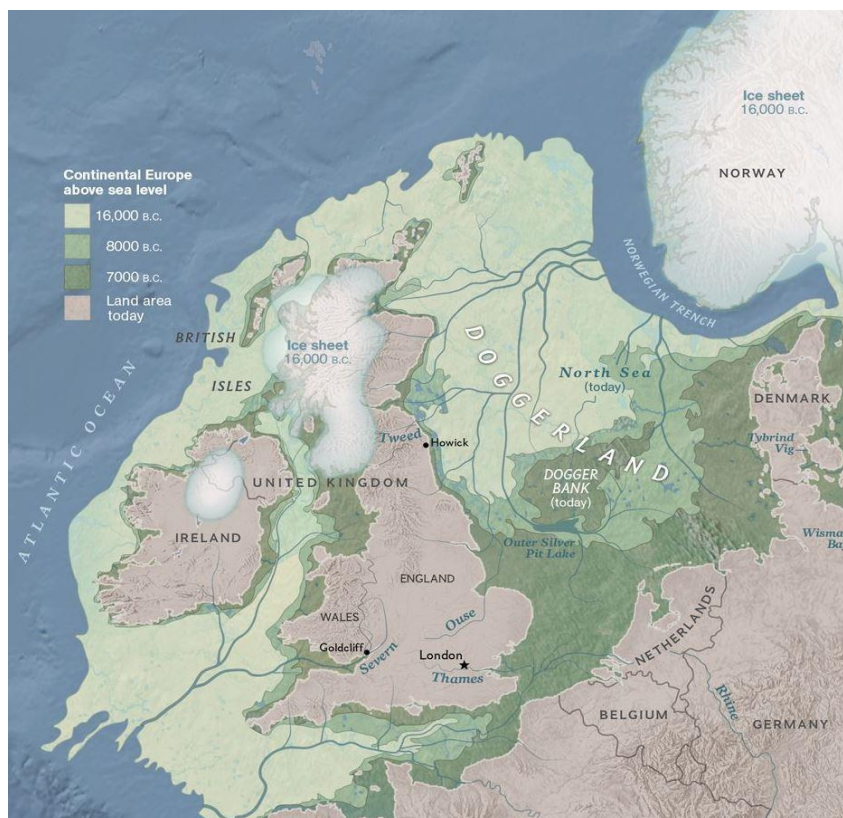 Ice sheet
16,000 B.C.
NORWAY
Continental Europe
above sea level
16,000 B.C.
8000 B.C.
7000 B.C.
Land area
today
NORWEGIAN TRENCH
BRITISH
ISLES
Ice sheet
16,000 B.C.
ATLANTIC OCEAN
DOGGERLAND
North Sea
(today)
DENMARK
Tybrind
Vig
Tweed
Howick
DOGGER
BANK
(today)
UNITED KINGDOM
IRELAND
Outer Silver
Pit Lake
Wisma
Ba
ENGLAND
WALES
Ouse
NETHERLANDS
Goldcliff
Severn
London
Thames
BELGIUM
Rhine
GERMANY